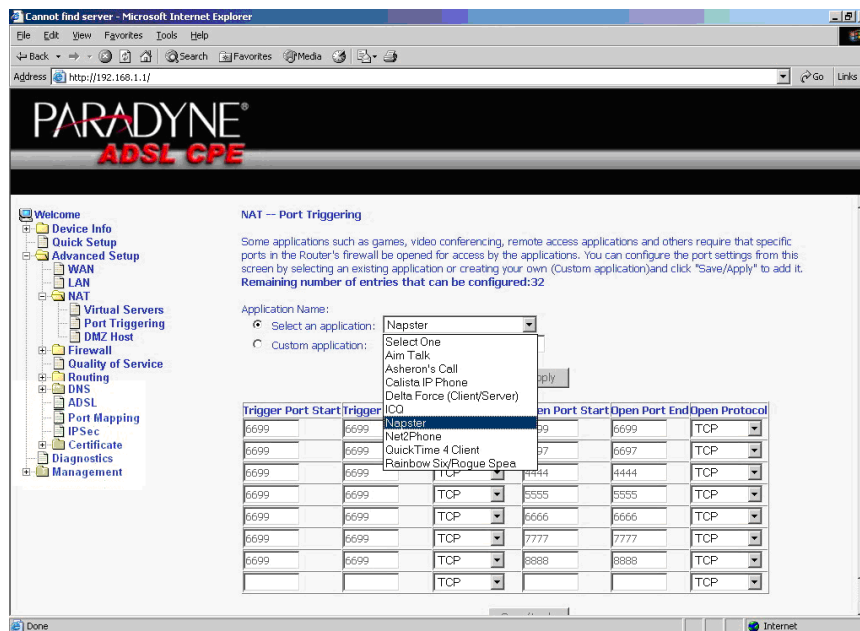 Cannot find server - Microsoft Internet Explorer
File Edit View Favorites Tools Help
Back Search Favorites Media
Address http://192.168.1.1/ Go Links
PARADYNE®
ADSL CPE
Welcome
Device Info
Quick Setup
Advanced Setup
WAN
LAN
NAT
Virtual Servers
Port Triggering
DMZ Host
Firewall
Quality of Service
Routing
DNS
ADSL
Port Mapping
IPSec
Certificate
Diagnostics
Management
NAT -- Port Triggering
Some applications such as games, video conferencing, remote access applications and others require that specific
ports in the Router's firewall be opened for access by the applications. You can configure the port settings from this
screen by selecting an existing application or creating your own (Custom application)and click "Save/Apply" to add it.
Remaining number of entries that can be configured:32
Application Name:
Select an application: Napster
Custom application:
Select One
Aim Talk
Asheron's Call
Calista IP Phone
Delta Force (Client/Server)
ICQ
Napster
Net2Phone
QuickTime 4 Client
Rainbow Six/Rogue Spea
Trigger Port Start Trigger Port Start Open Port End Open Protocol
6699 6699 6699 TCP
6699 6699 6697 TCP
6699 6699 TCP 4444 4444 TCP
6699 6699 TCP 5555 5555 TCP
6699 6699 TCP 6666 6666 TCP
6699 6699 TCP 7777 7777 TCP
6699 6699 TCP 8888 8888 TCP
TCP TCP
Done Internet